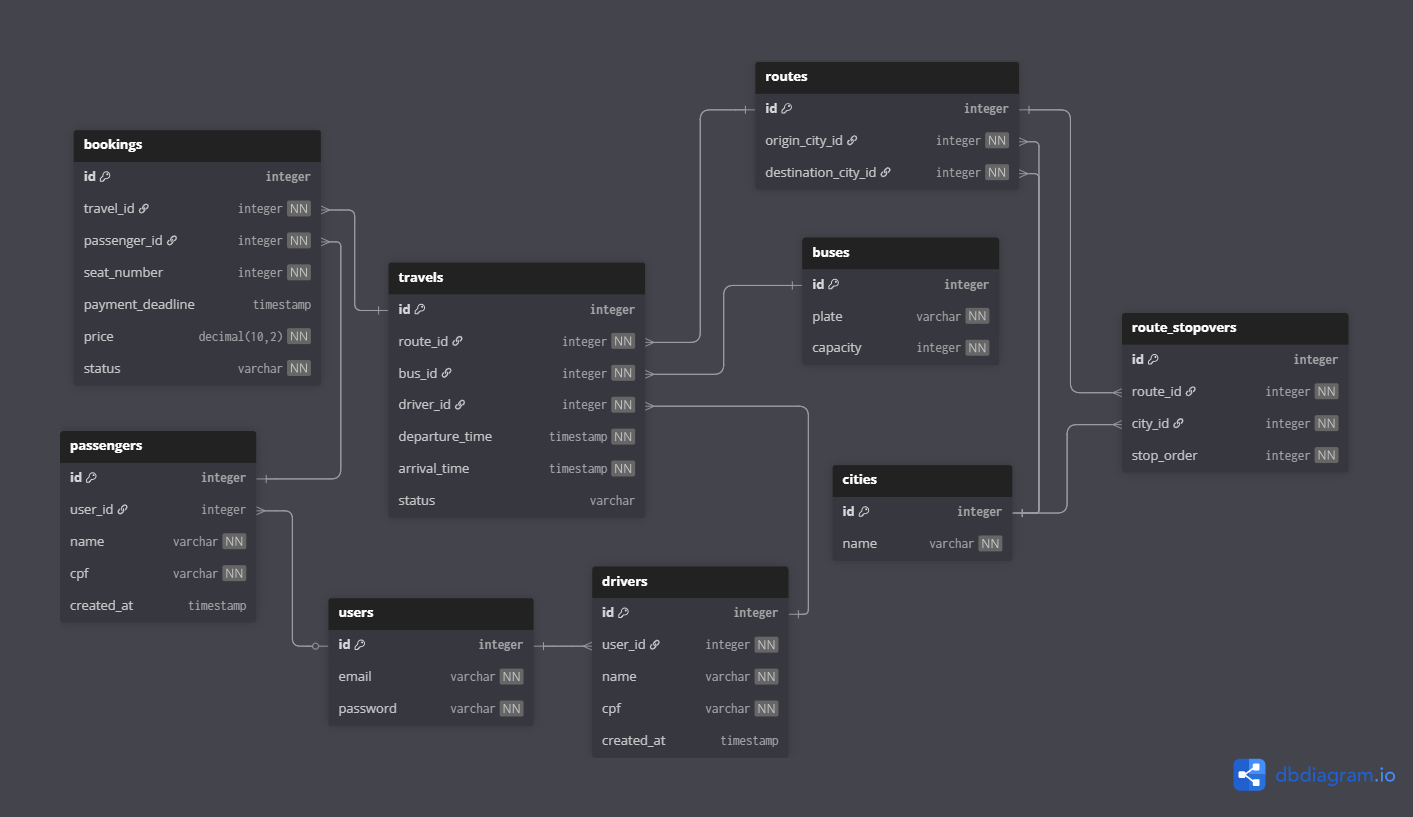 routes
id integer
origin_city_id integer NN
destination_city_id integer NN
bookings
id integer
travel_id integer NN
passenger_id integer NN
seat_number integer NN
payment_deadline timestamp
price decimal(10,2) NN
status varchar NN
buses
id integer
plate varchar NN
capacity integer NN
travels
id integer
route_id integer NN
bus_id integer NN
driver_id integer NN
departure_time timestamp NN
arrival_time timestamp NN
status varchar
route_stopovers
id integer
route_id integer NN
city_id integer NN
stop_order integer NN
passengers
id integer
user_id integer
name varchar NN
cpf varchar NN
created_at timestamp
cities
id integer
name varchar NN
drivers
id integer
user_id integer NN
name varchar NN
cpf varchar NN
created_at timestamp
users
id integer
email varchar NN
password varchar NN
dbdiagram.io